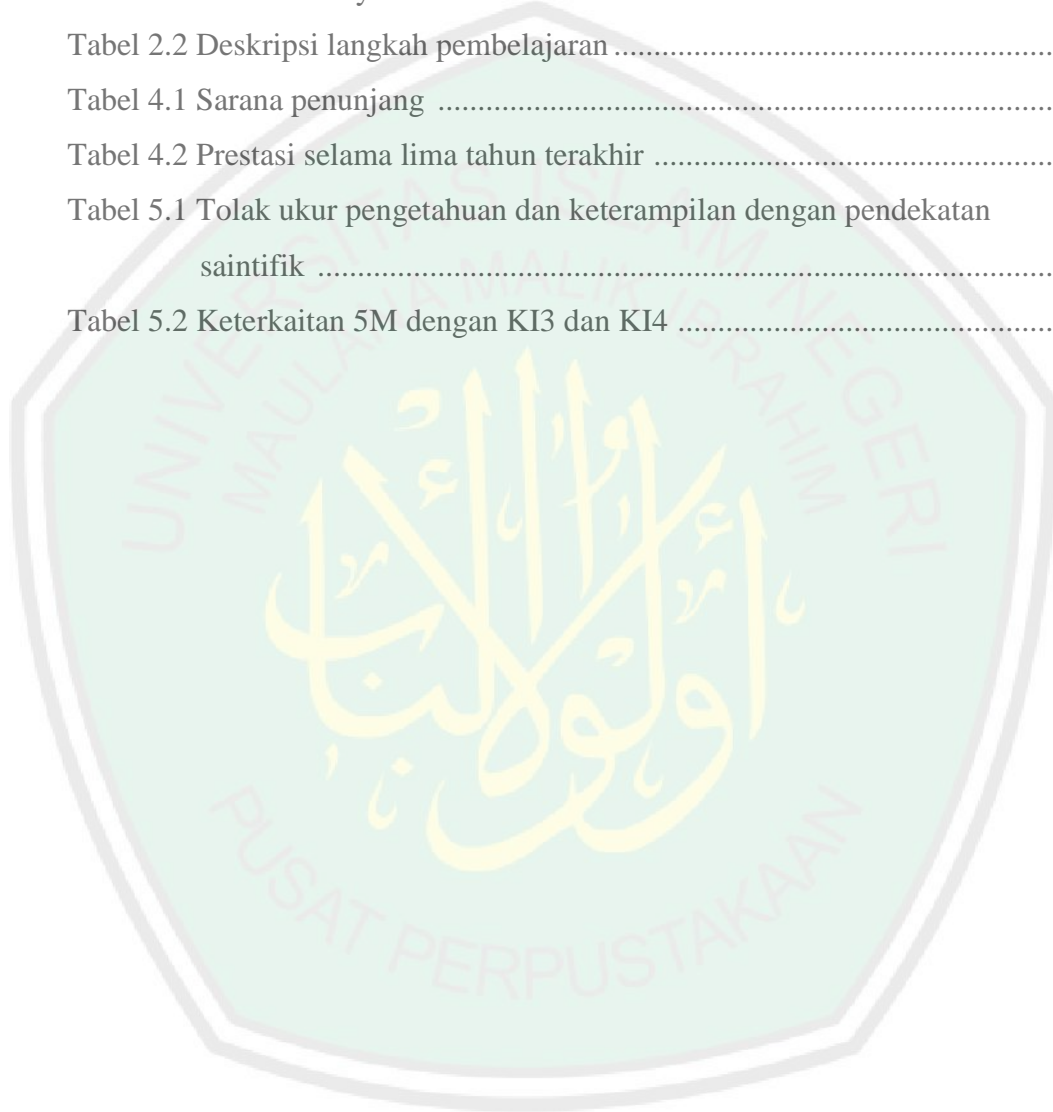 Tabel 2.2 Deskripsi langkah pembelajaran ......................................................
Tabel 4.1 Sarana penunjang ............................................................................
Tabel 4.2 Prestasi selama lima tahun terakhir .................................................
Tabel 5.1 Tolak ukur pengetahuan dan keterampilan dengan pendekatan
saintifik ...........................................................................................
Tabel 5.2 Keterkaitan 5M dengan KI3 dan KI4 ..............................................
UNIVERSITAS ISLAM NEGERI
MAULANA MALIK IBRAHIM
أولوا الألباب
PUSAT PERPUSTAKAAN